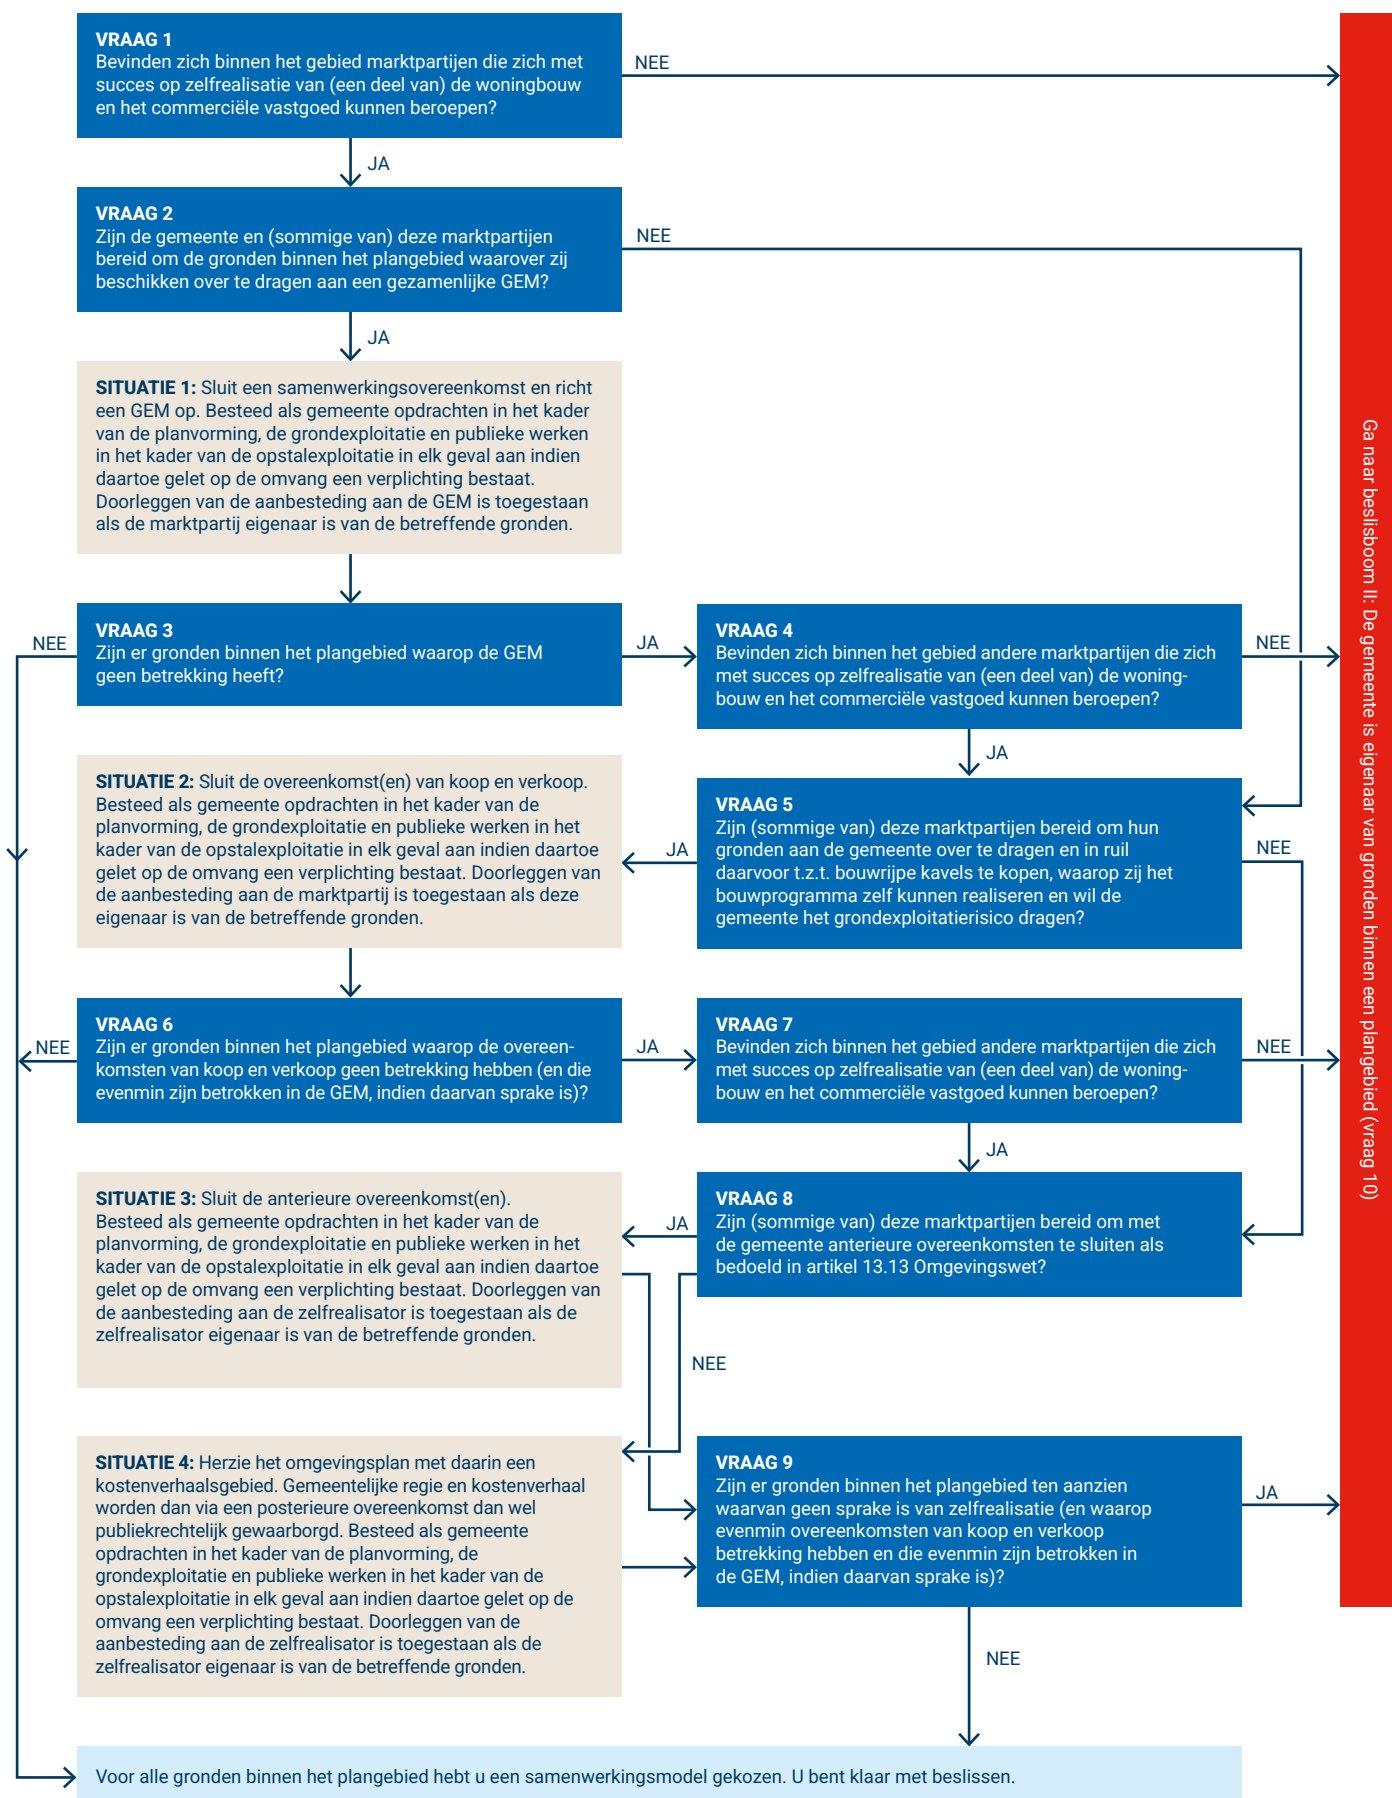 VRAAG 1
Bevinden zich binnen het gebied marktpartijen die zich met
succes op zelfrealisatie van (een deel van) de woningbouw
en het commerciële vastgoed kunnen beroepen?
NEE
JA
VRAAG 2
Zijn de gemeente en (sommige van) deze marktpartijen
bereid om de gronden binnen het plangebied waarover zij
beschikken over te dragen aan een gezamenlijke GEM?
NEE
JA
SITUATIE 1: Sluit een samenwerkingsovereenkomst en richt
een GEM op. Besteed als gemeente opdrachten in het kader
van de planvorming, de grondexploitatie en publieke werken
in het kader van de opstalexploitatie in elk geval aan indien
daartoe gelet op de omvang een verplichting bestaat.
Doorleggen van de aanbesteding aan de GEM is toegestaan
als de marktpartij eigenaar is van de betreffende gronden.
NEE
VRAAG 3
Zijn er gronden binnen het plangebied waarop de GEM
geen betrekking heeft?
JA
VRAAG 4
Bevinden zich binnen het gebied andere marktpartijen die zich
met succes op zelfrealisatie van (een deel van) de woning-
bouw en het commerciële vastgoed kunnen beroepen?
NEE
JA
SITUATIE 2: Sluit de overeenkomst(en) van koop en verkoop.
Besteed als gemeente opdrachten in het kader van de
planvorming, de grondexploitatie en publieke werken in het
kader van de opstalexploitatie in elk geval aan indien daartoe
gelet op de omvang een verplichting bestaat. Doorleggen van
de aanbesteding aan de marktpartij is toegestaan als deze
eigenaar is van de betreffende gronden.
JA
VRAAG 5
Zijn (sommige van) deze marktpartijen bereid om hun
gronden aan de gemeente over te dragen en in ruil
daarvoor t.z.t. bouwrijpe kavels te kopen, waarop zij het
bouwprogramma zelf kunnen realiseren en wil de
gemeente het grondexploitatierisico dragen?
NEE
NEE
VRAAG 6
Zijn er gronden binnen het plangebied waarop de overeen-
komsten van koop en verkoop geen betrekking hebben (en die
evenmin zijn betrokken in de GEM, indien daarvan sprake is)?
JA
VRAAG 7
Bevinden zich binnen het gebied andere marktpartijen die zich
met succes op zelfrealisatie van (een deel van) de woning-
bouw en het commerciële vastgoed kunnen beroepen?
NEE
JA
SITUATIE 3: Sluit de anterieure overeenkomst(en).
Besteed als gemeente opdrachten in het kader van de
planvorming, de grondexploitatie en publieke werken in het
kader van de opstalexploitatie in elk geval aan indien daartoe
gelet op de omvang een verplichting bestaat. Doorleggen van
de aanbesteding aan de zelfrealisator is toegestaan als de
zelfrealisator eigenaar is van de betreffende gronden.
JA
VRAAG 8
Zijn (sommige van) deze marktpartijen bereid om met
de gemeente anterieure overeenkomsten te sluiten als
bedoeld in artikel 13.13 Omgevingswet?
NEE
SITUATIE 4: Herzie het omgevingsplan met daarin een
kostenverhaalsgebied. Gemeentelijke regie en kostenverhaal
worden dan via een posterieure overeenkomst dan wel
publiekrechtelijk gewaarborgd. Besteed als gemeente
opdrachten in het kader van de planvorming, de
grondexploitatie en publieke werken in het kader van de
opstalexploitatie in elk geval aan indien daartoe gelet op de
omvang een verplichting bestaat. Doorleggen van de
aanbesteding aan de zelfrealisator is toegestaan als de
zelfrealisator eigenaar is van de betreffende gronden.
VRAAG 9
Zijn er gronden binnen het plangebied ten aanzien
waarvan geen sprake is van zelfrealisatie (en waarop
evenmin overeenkomsten van koop en verkoop
betrekking hebben en die evenmin zijn betrokken in
de GEM, indien daarvan sprake is)?
JA
NEE
Voor alle gronden binnen het plangebied hebt u een samenwerkingsmodel gekozen. U bent klaar met beslissen.
Ga naar beslisboom II: De gemeente is eigenaar van gronden binnen een plangebied (vraag 10)